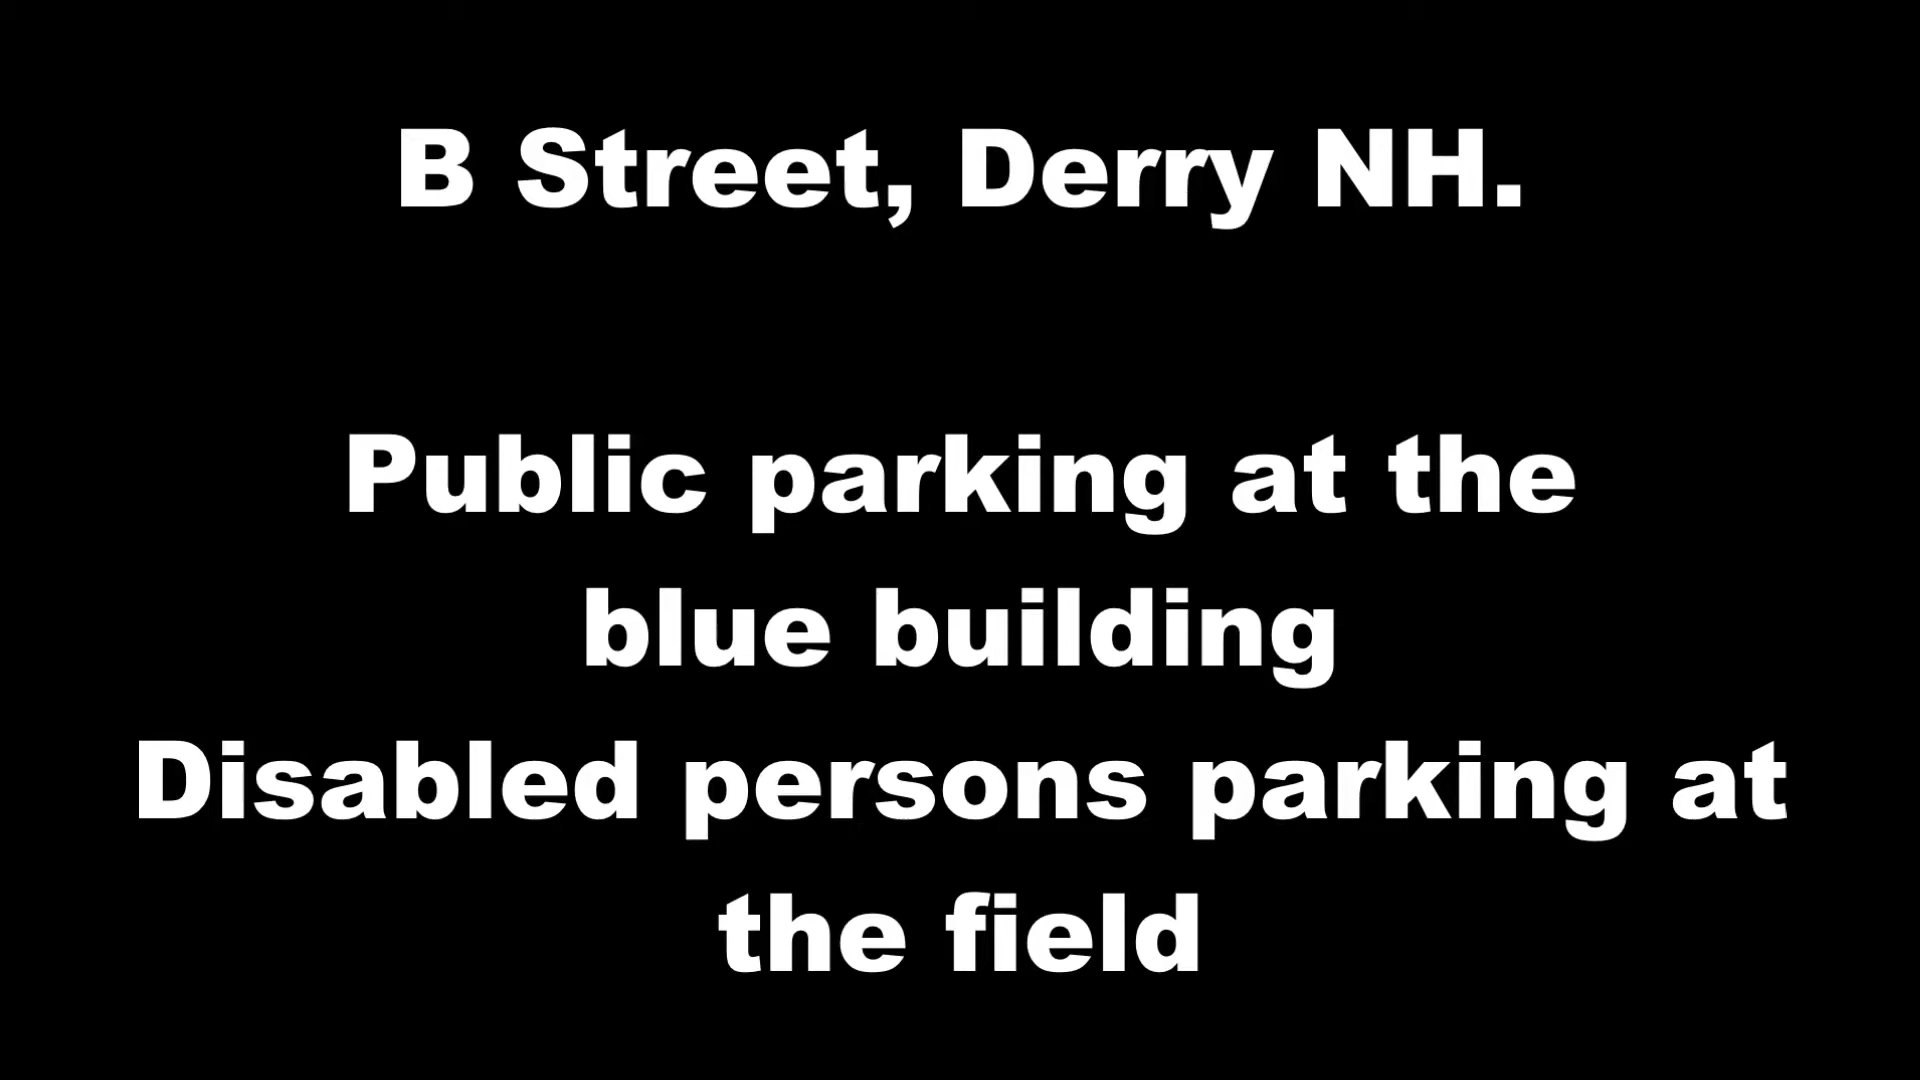 B Street, Derry NH.
Public parking at the
blue building
Disabled persons parking at
the field